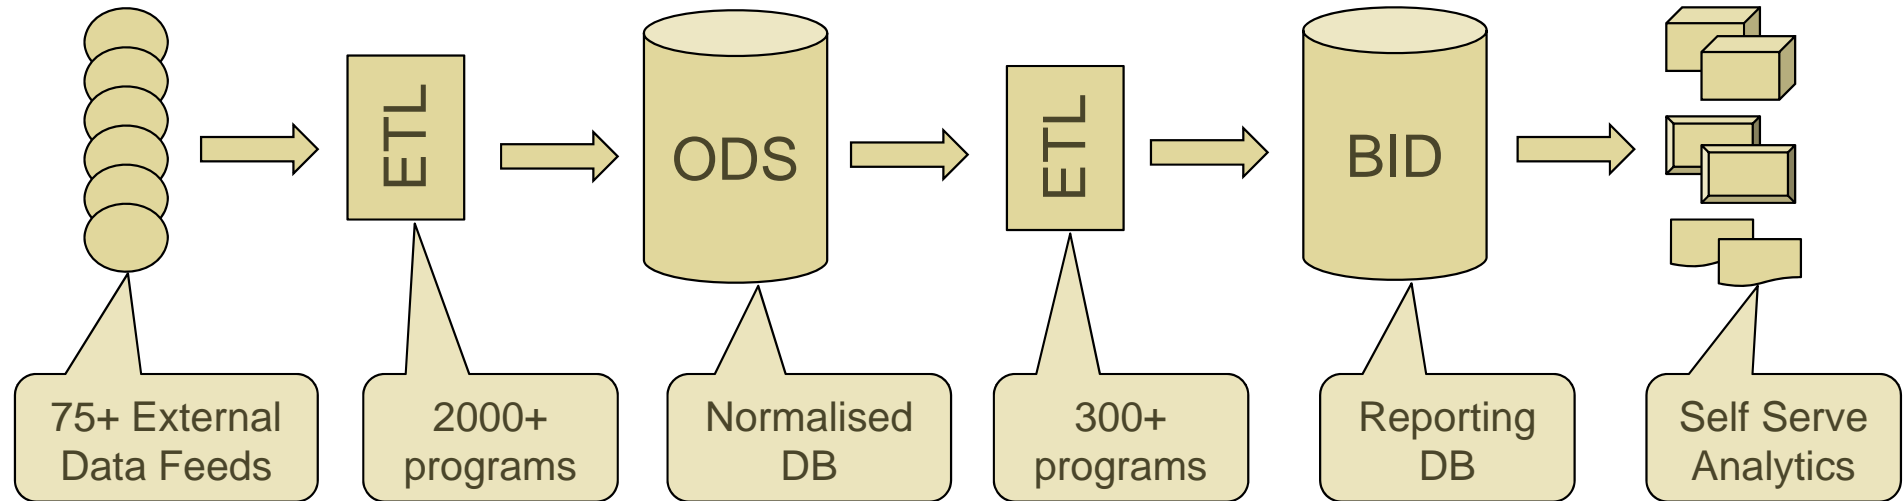 ETL
ODS
ETL
BID
75+ External
Data Feeds
2000+
programs
Normalised
DB
300+
programs
Reporting
DB
Self Serve
Analytics